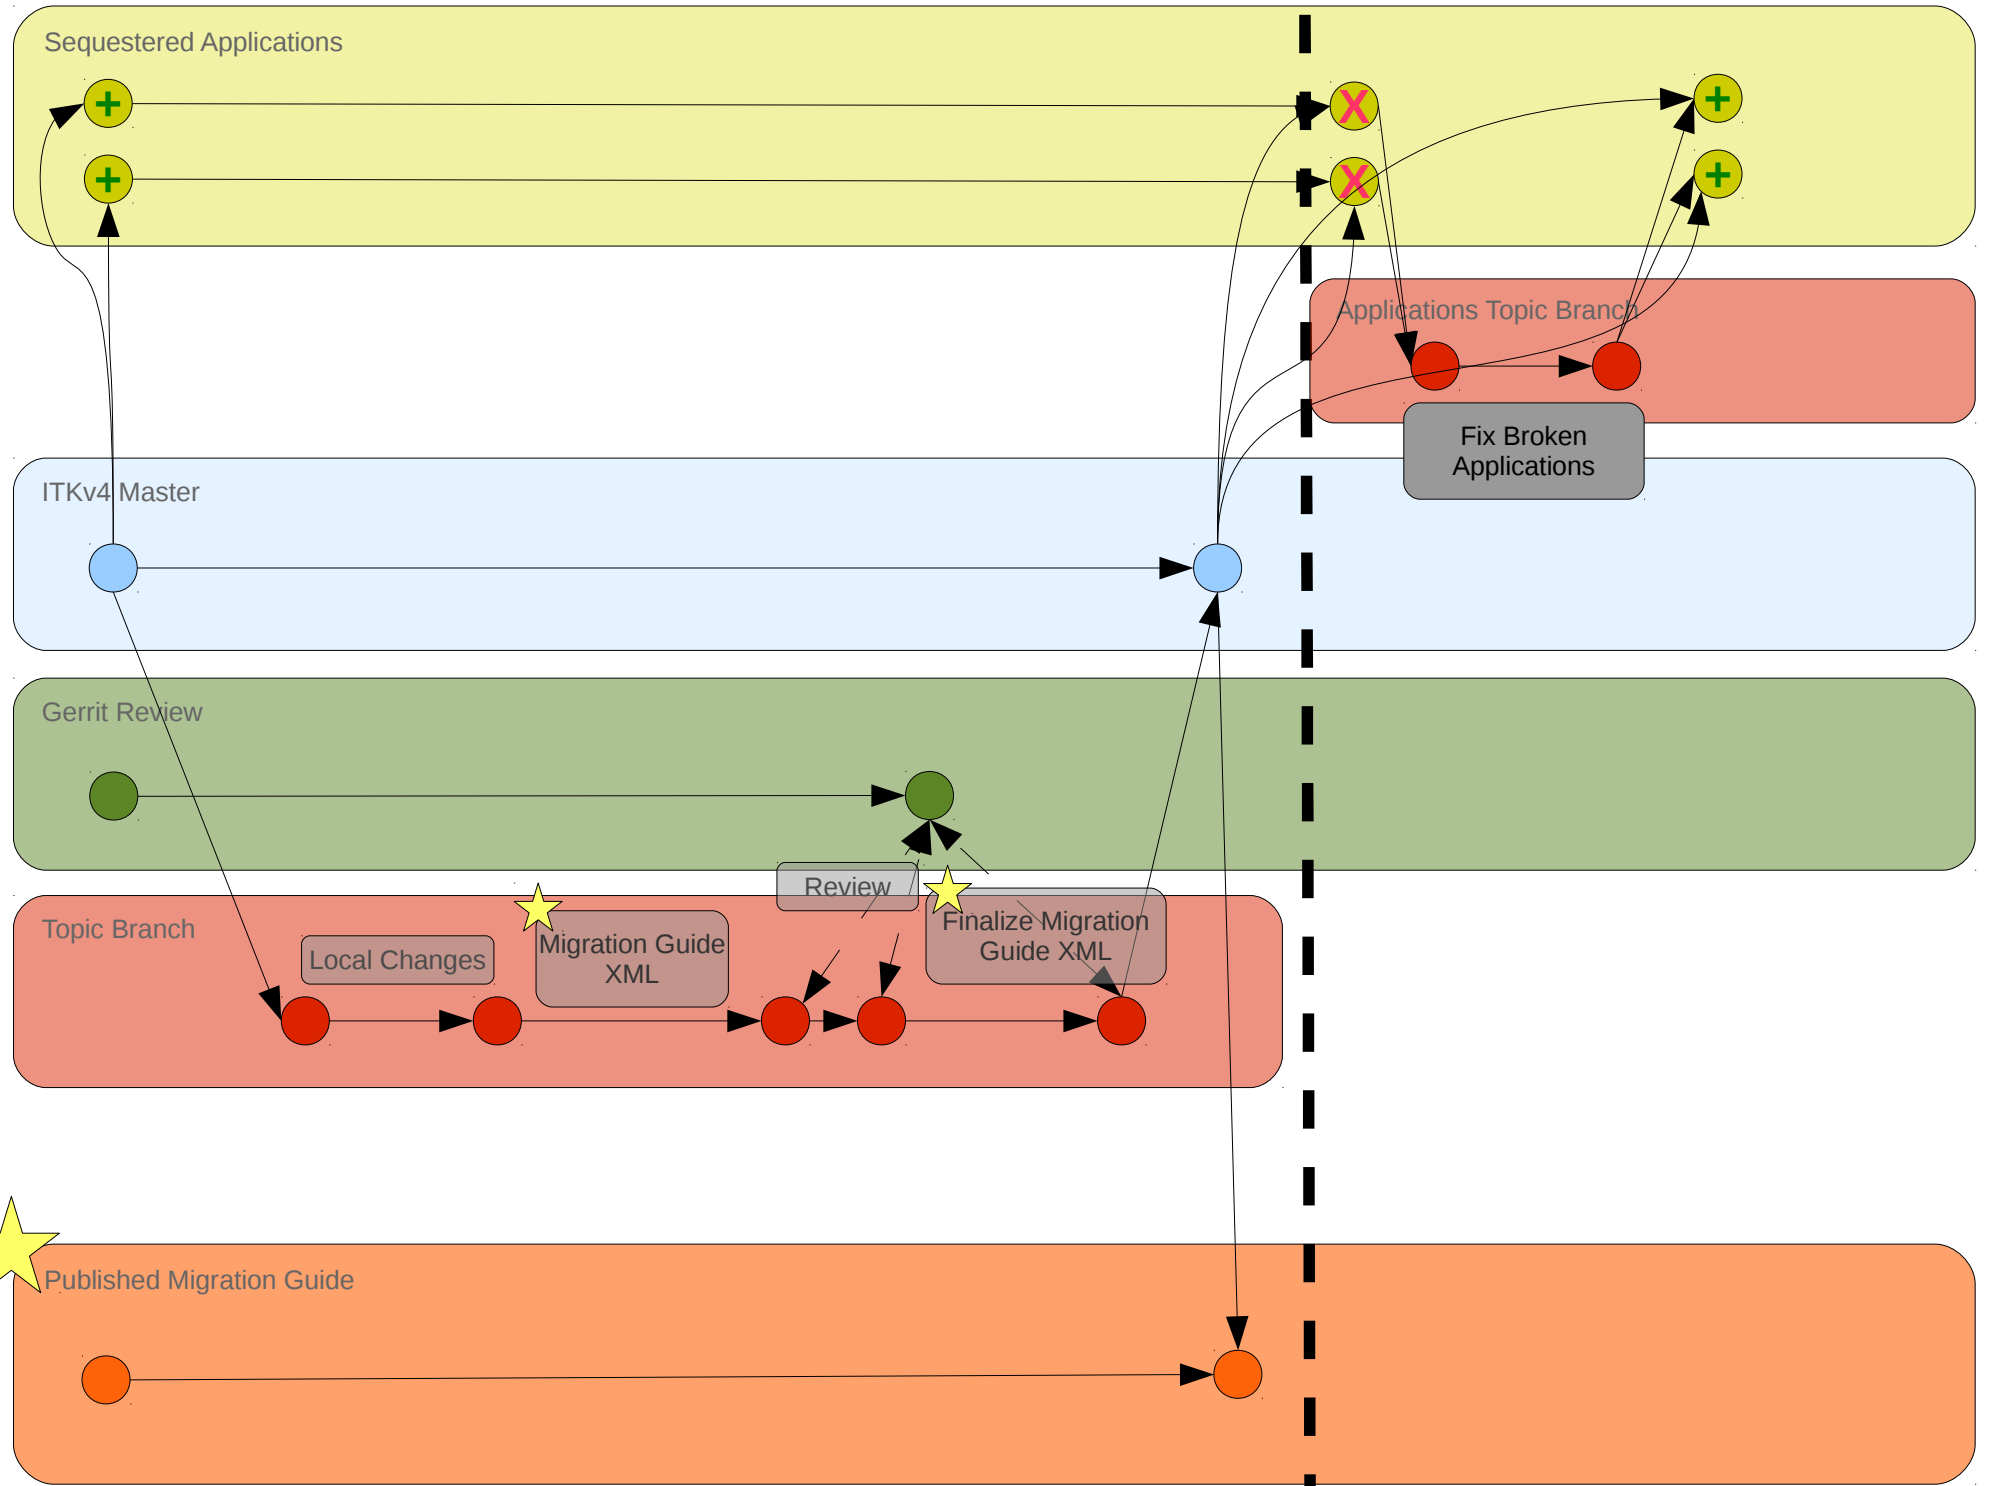 Sequestered Applications
+
X
+
+
X
+
Applications Topic Branch
Fix Broken
Applications
ITKv4 Master
Gerrit Review
Review
Topic Branch
Local Changes
Migration Guide
XML
Finalize Migration
Guide XML
Published Migration Guide